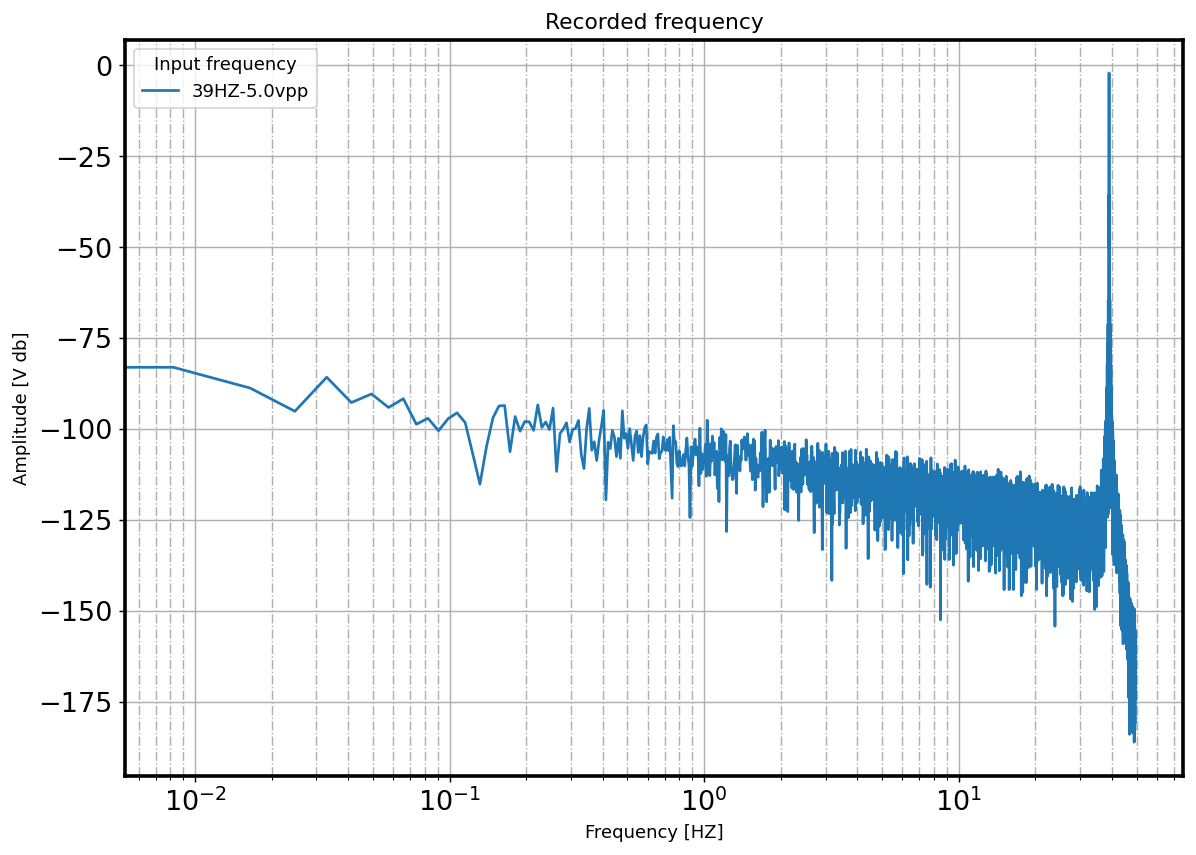 Recorded frequency
Input frequency
39HZ-5.0vpp
0
−25
−50
−75
−100
−125
−150
−175
Amplitude [V db]
10⁻² 10⁻¹ 10⁰ 10¹
Frequency [HZ]